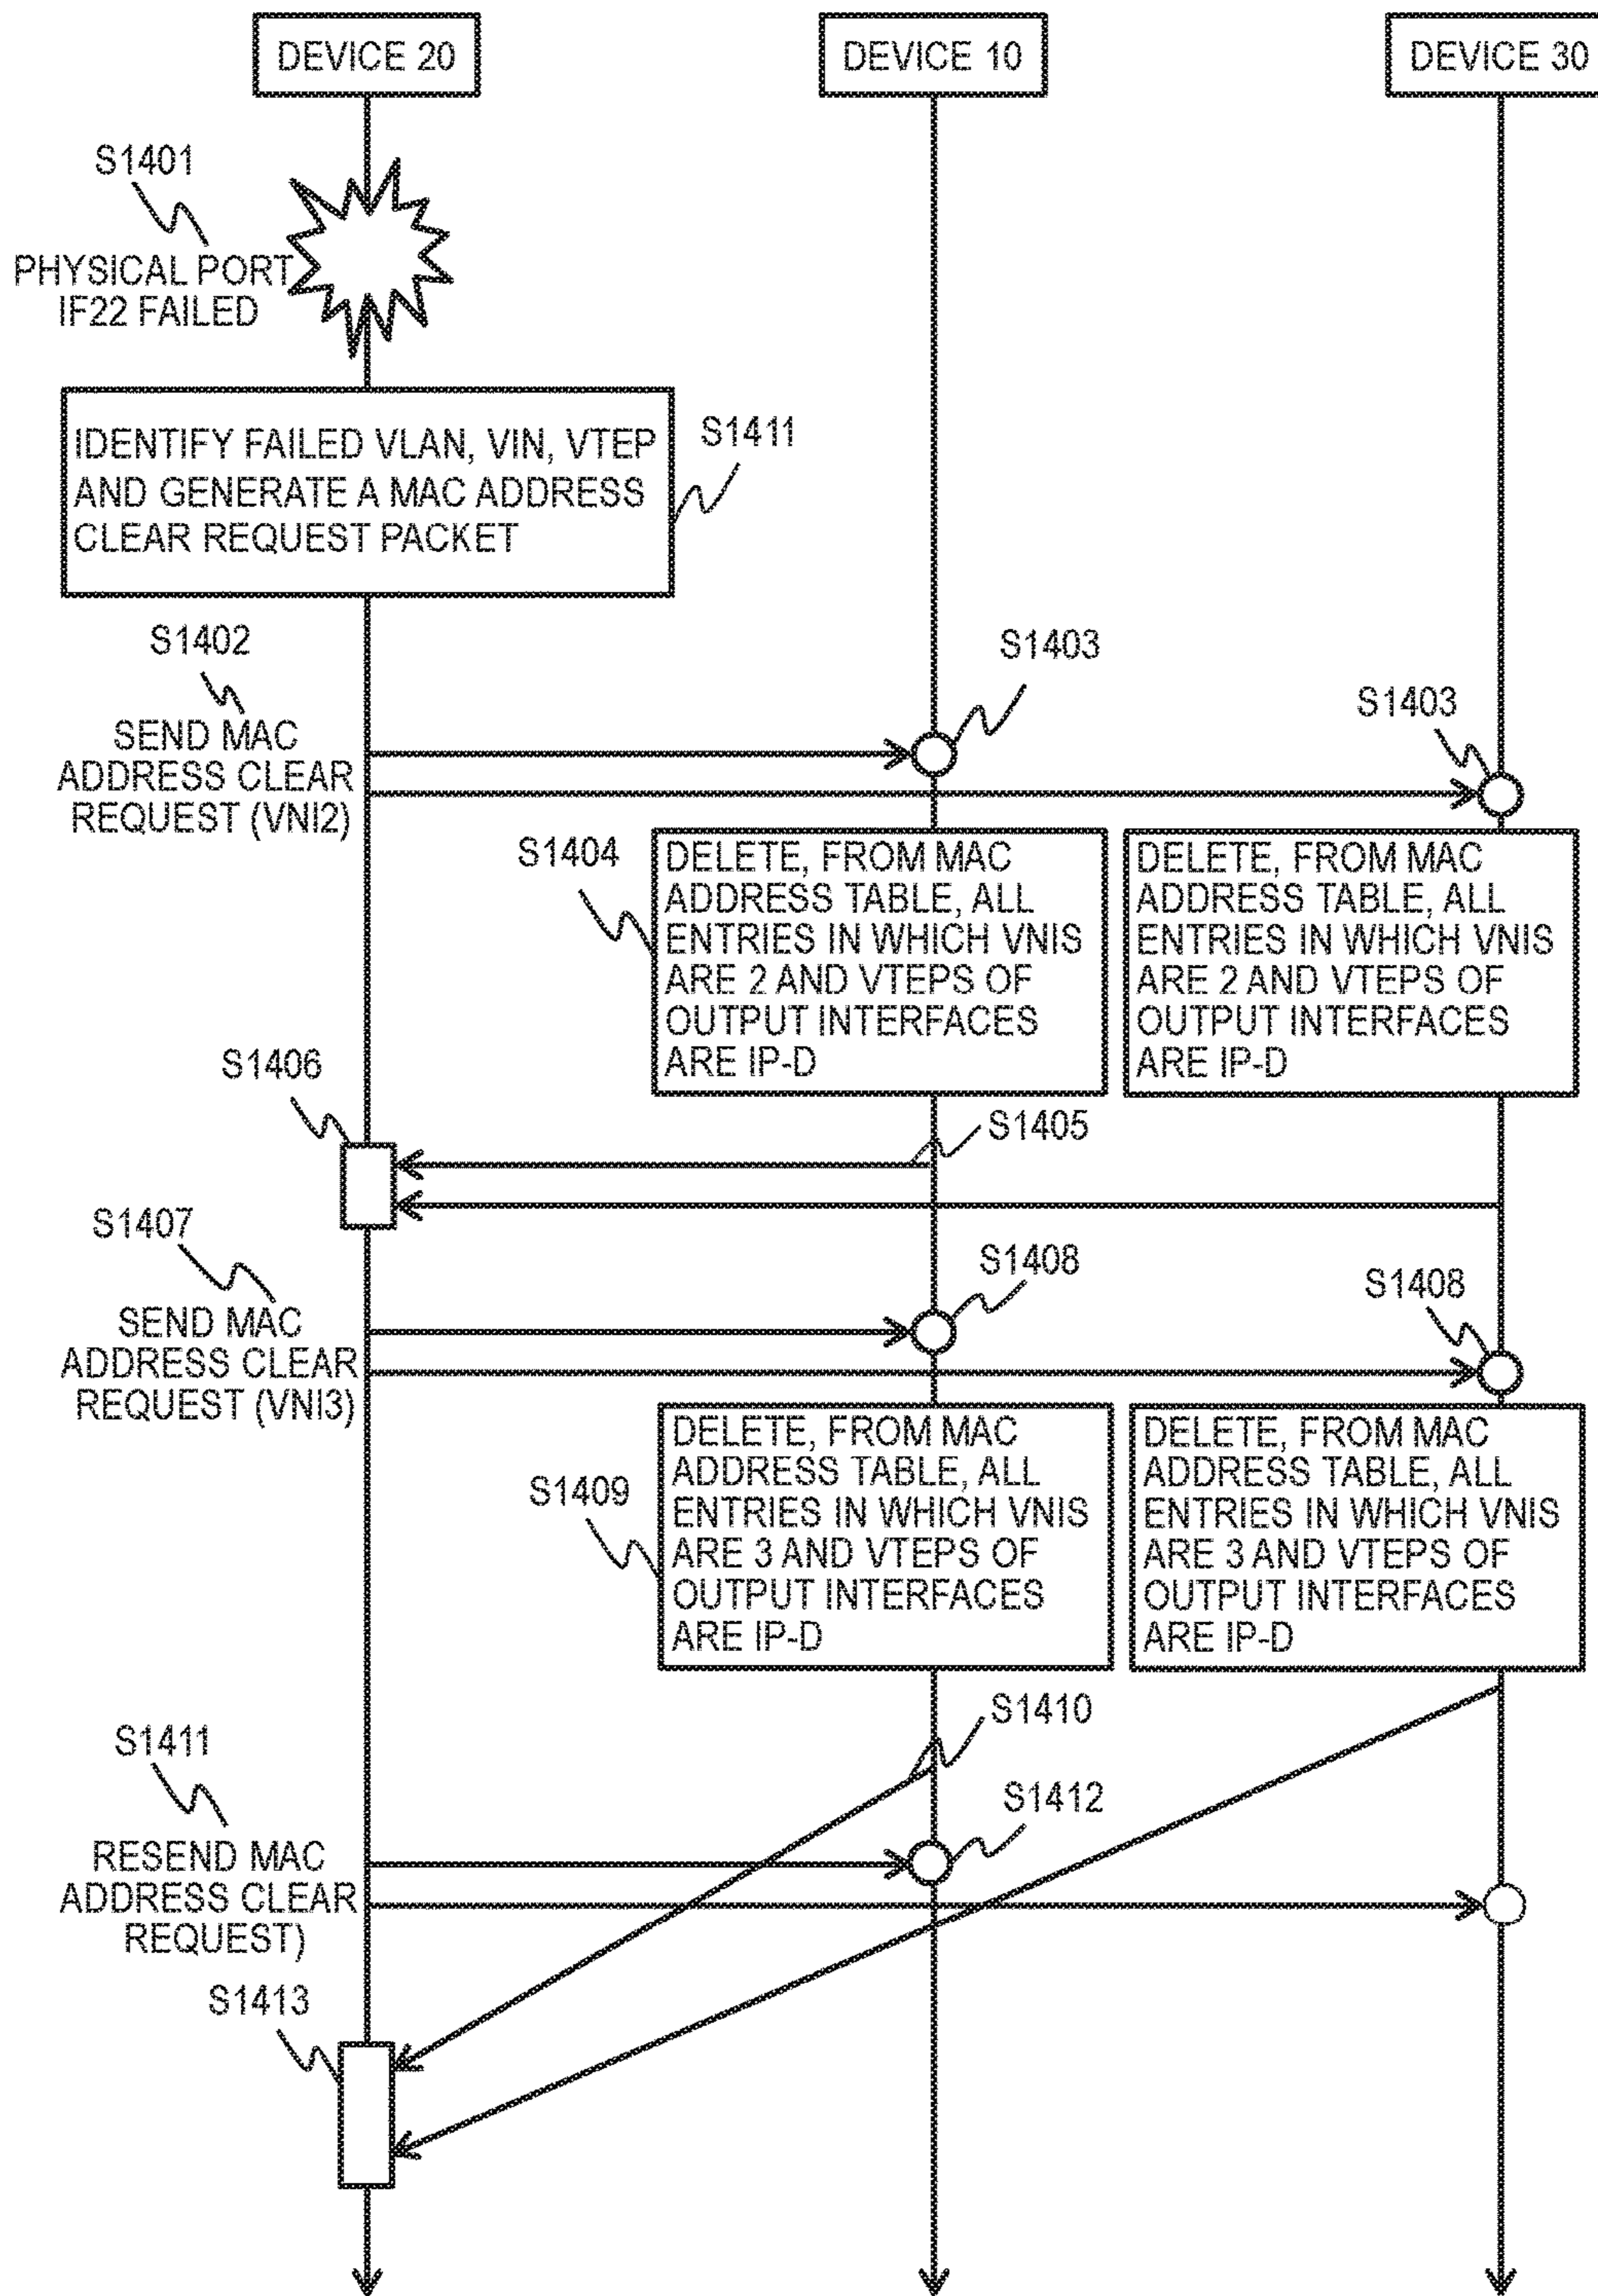 DEVICE 20
DEVICE 10
DEVICE 30
S1401
PHYSICAL PORT
IF22 FAILED
IDENTIFY FAILED VLAN, VIN, VTEP
AND GENERATE A MAC ADDRESS
CLEAR REQUEST PACKET
S1411
S1402
SEND MAC
ADDRESS CLEAR
REQUEST (VNI2)
S1403
S1403
S1404
DELETE, FROM MAC
ADDRESS TABLE, ALL
ENTRIES IN WHICH VNIS
ARE 2 AND VTEPS OF
OUTPUT INTERFACES
ARE IP-D
DELETE, FROM MAC
ADDRESS TABLE, ALL
ENTRIES IN WHICH VNIS
ARE 2 AND VTEPS OF
OUTPUT INTERFACES
ARE IP-D
S1406
S1405
S1407
SEND MAC
ADDRESS CLEAR
REQUEST (VNI3)
S1408
S1408
S1409
DELETE, FROM MAC
ADDRESS TABLE, ALL
ENTRIES IN WHICH VNIS
ARE 3 AND VTEPS OF
OUTPUT INTERFACES
ARE IP-D
DELETE, FROM MAC
ADDRESS TABLE, ALL
ENTRIES IN WHICH VNIS
ARE 3 AND VTEPS OF
OUTPUT INTERFACES
ARE IP-D
S1410
S1411
RESEND MAC
ADDRESS CLEAR
REQUEST)
S1412
S1413